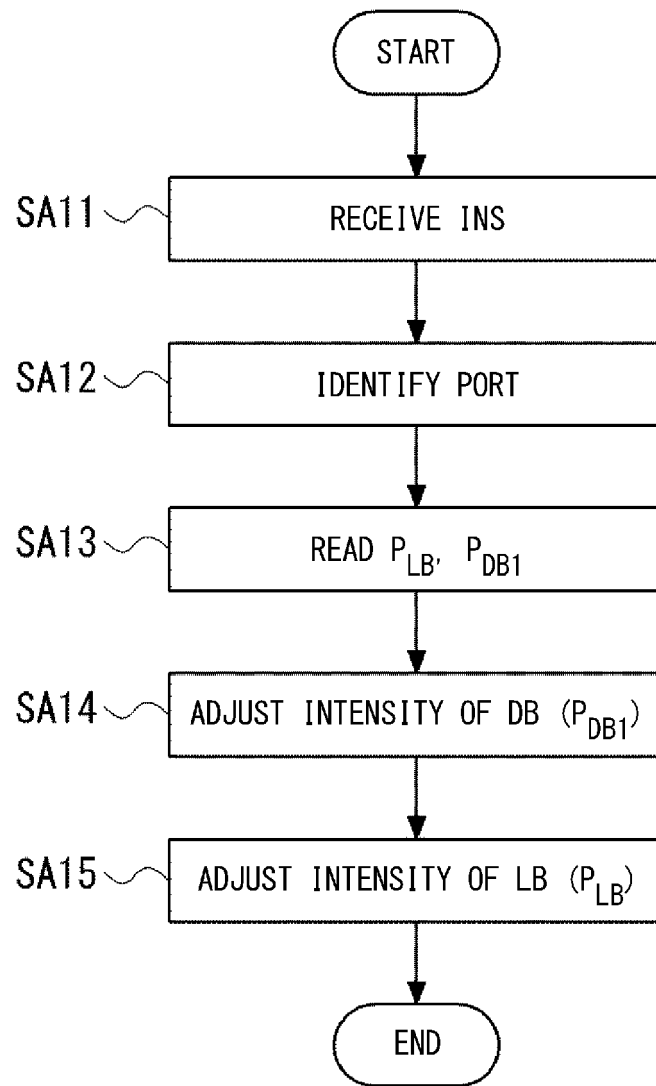 START
SA11 RECEIVE INS
SA12 IDENTIFY PORT
SA13 READ P_LB, P_DB1
SA14 ADJUST INTENSITY OF DB (P_DB1)
SA15 ADJUST INTENSITY OF LB (P_LB)
END